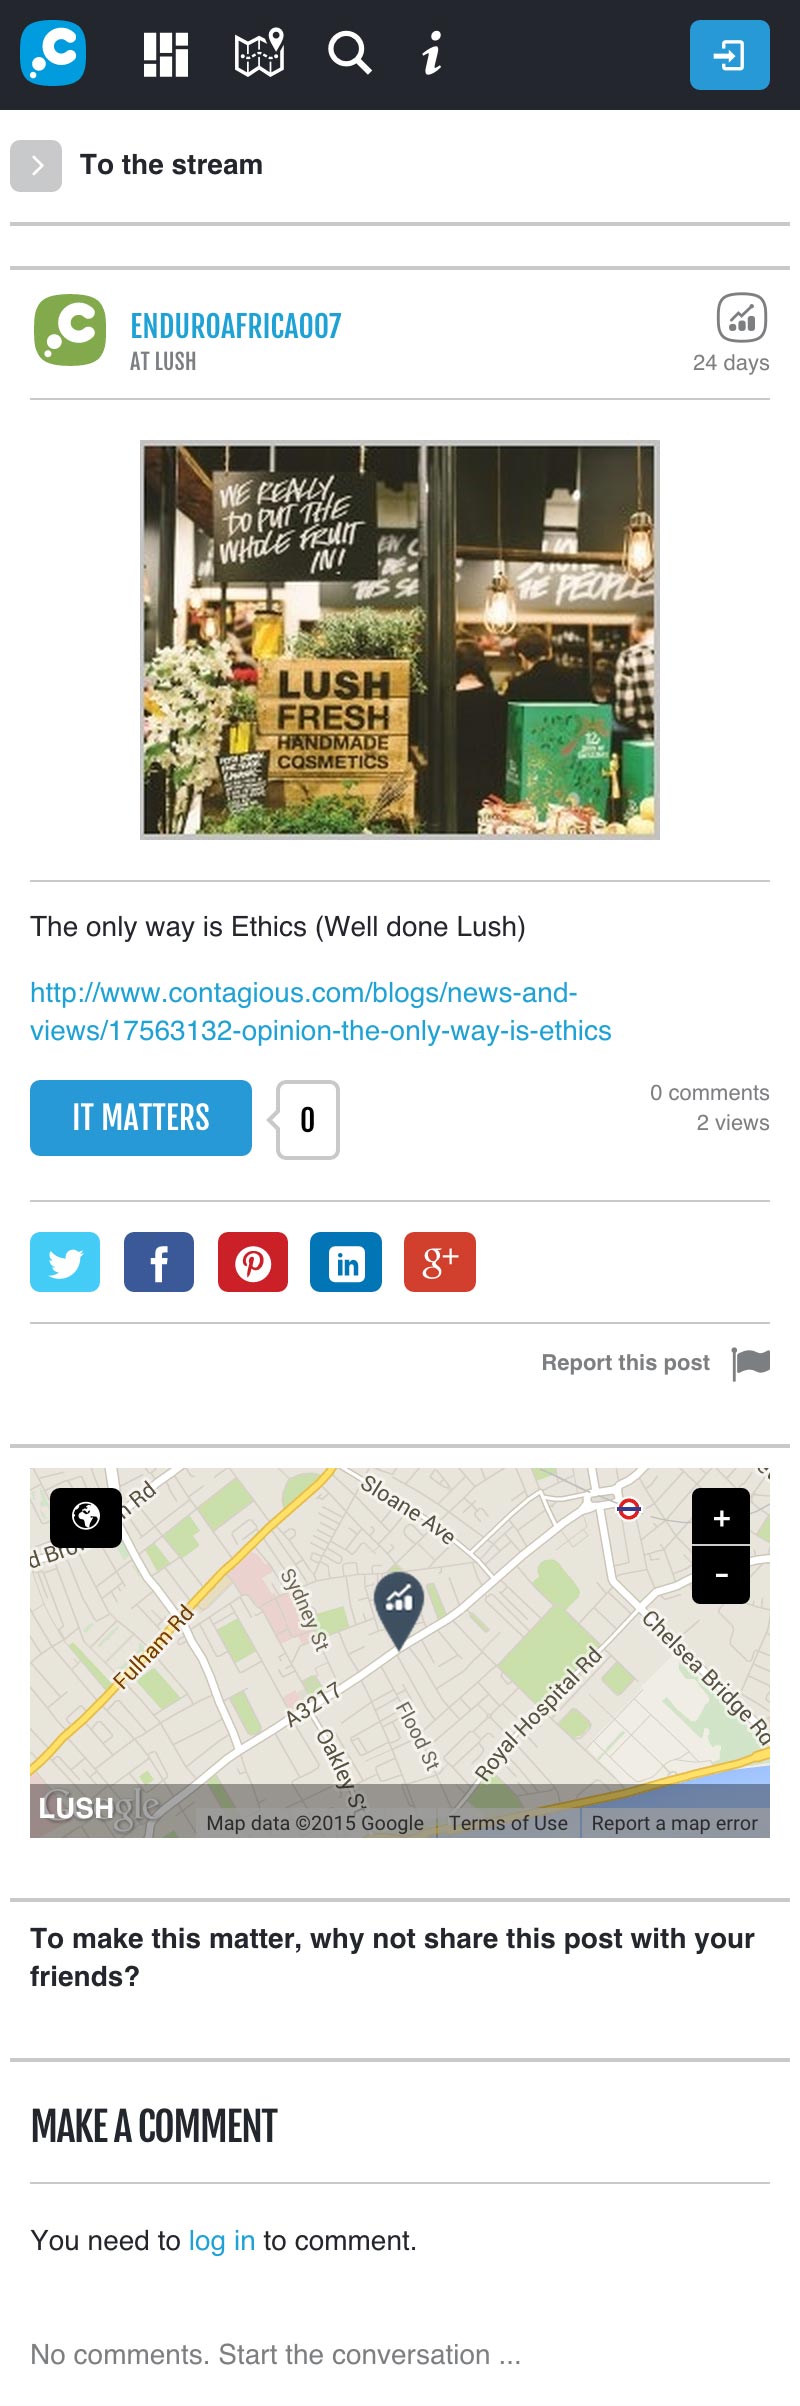 To the stream
ENDUROAFRICA007
AT LUSH
24 days
WE REALLY
DO PUT THE
WHOLE FRUIT
IN!
THE PEOPLE
LUSH
FRESH
HANDMADE
COSMETICS
12
The only way is Ethics (Well done Lush)
http://www.contagious.com/blogs/news-and-
views/17563132-opinion-the-only-way-is-ethics
IT MATTERS
0
0 comments
2 views
Report this post
n Rd
Sloane Ave
Sydney St
Fulham Rd
A3217
Flood St
Oakley St
Royal Hospital Rd
Chelsea Bridge Rd
LUSH
Map data ©2015 Google
Terms of Use
Report a map error
To make this matter, why not share this post with your
friends?
MAKE A COMMENT
You need to log in to comment.
No comments. Start the conversation ...